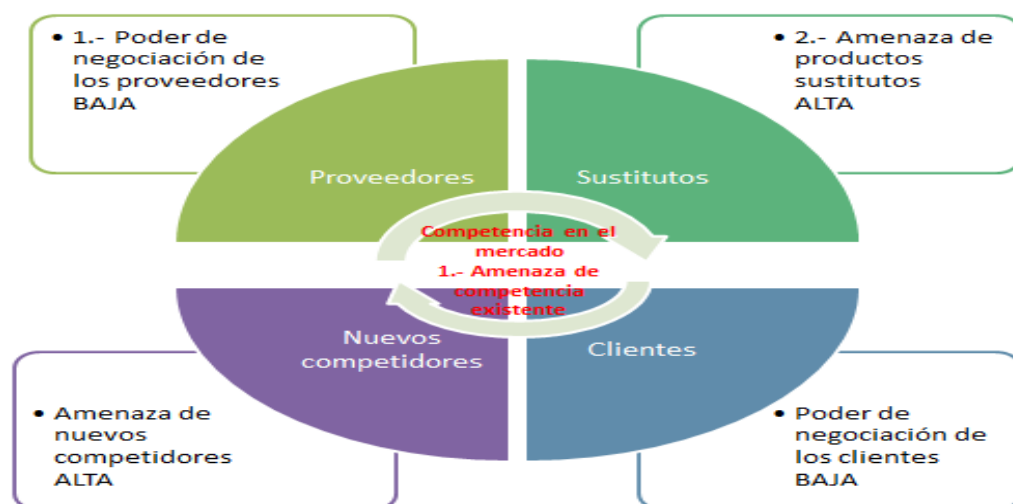 • 1.- Poder de
negociación de
los proveedores
BAJA
• 2.- Amenaza de
productos
sustitutos
ALTA
Proveedores
Sustitutos
Competencia en el
mercado
1.- Amenaza de
competencia
existente
Nuevos
competidores
Clientes
• Amenaza de
nuevos
competidores
ALTA
• Poder de
negociación de
los clientes
BAJA